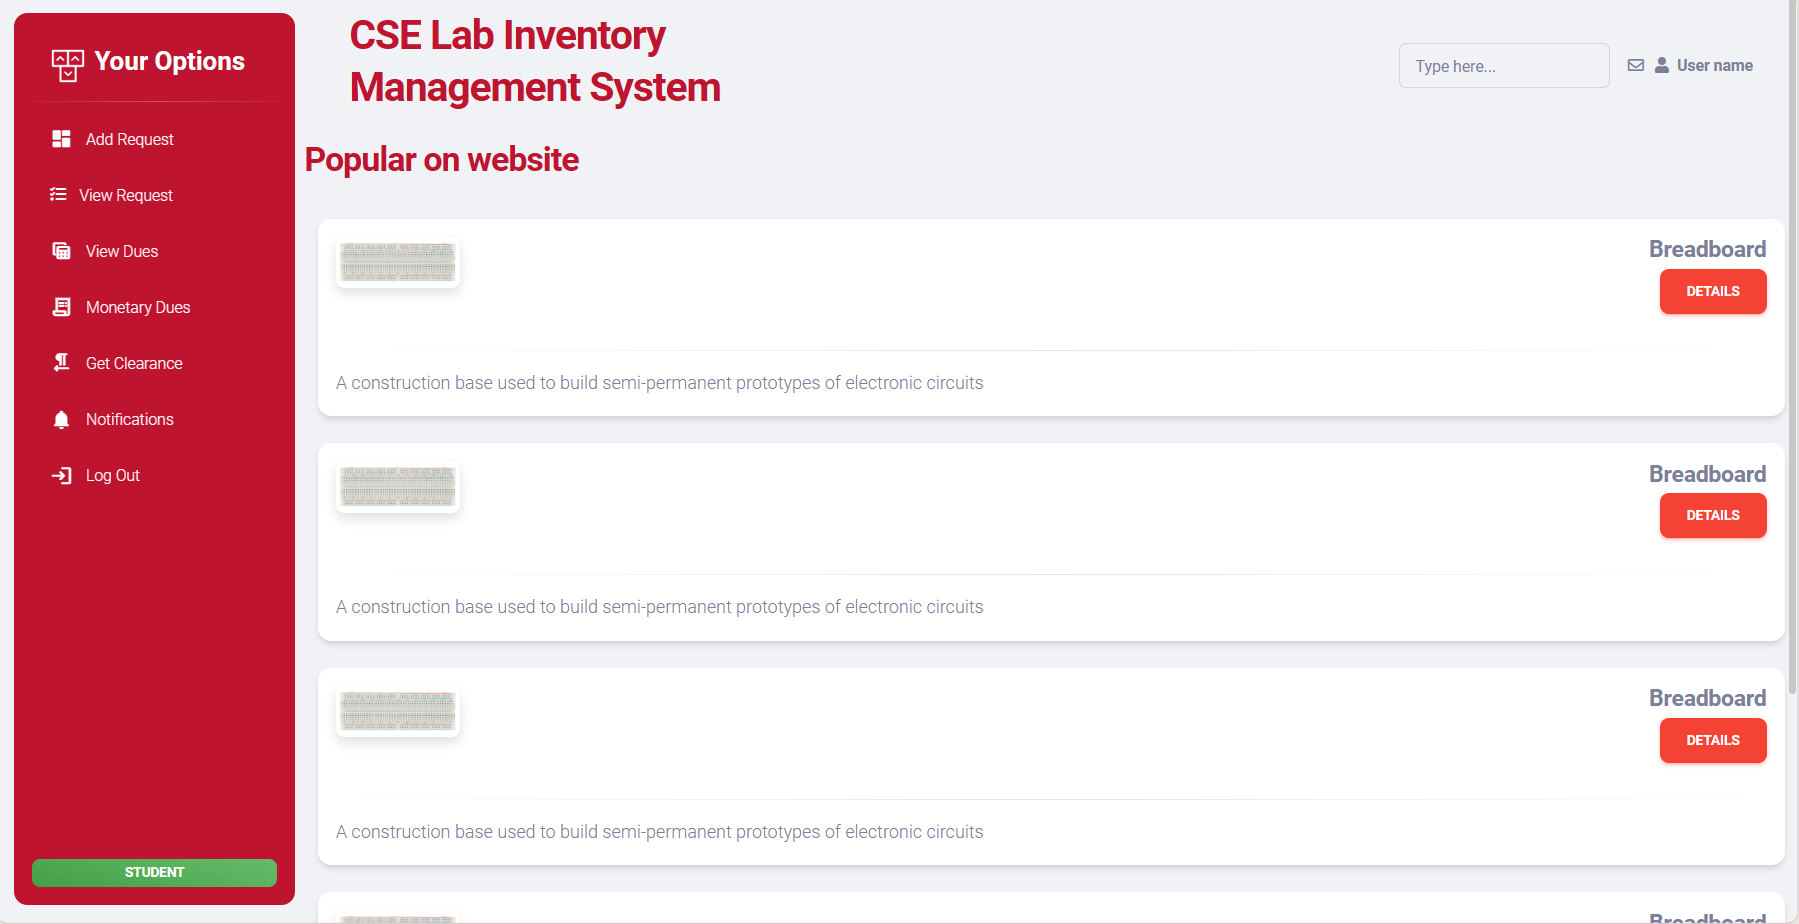 Your Options
Add Request
View Request
View Dues
Monetary Dues
Get Clearance
Notifications
Log Out
STUDENT
CSE Lab Inventory
Management System
Type here...
User name
Popular on website
Breadboard
DETAILS
A construction base used to build semi-permanent prototypes of electronic circuits
Breadboard
DETAILS
A construction base used to build semi-permanent prototypes of electronic circuits
Breadboard
DETAILS
A construction base used to build semi-permanent prototypes of electronic circuits
Breadboard